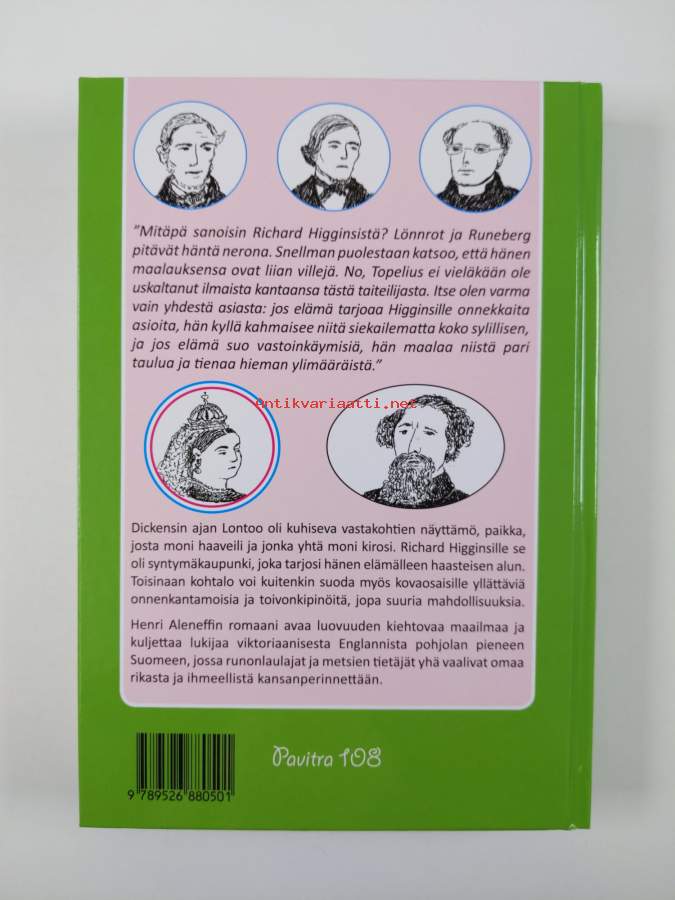 "Mitäpä sanoisin Richard Higginsistä? Lönnrot ja Runeberg
pitävät häntä nerona. Snellman puolestaan katsoo, että hänen
maalauksensa ovat liian villejä. No, Topelius ei vieläkään ole
uskaltanut ilmaista kantaansa tästä taiteilijasta. Itse olen varma
vain yhdestä asiasta: jos elämä tarjoaa Higginsille onnekkaita
asioita, hän kyllä kahmaisee niitä siekailematta koko sylillisen,
ja jos elämä suo vastoinkäymisiä, hän maalaa niistä pari
taulua ja tienaa hieman ylimääräistä."
Antikvariaatti.net
Dickensin ajan Lontoo oli kuhiseva vastakohtien näyttämö, paikka,
josta moni haaveili ja jonka yhtä moni kirosi. Richard Higginsille se
oli syntymäkaupunki, joka tarjosi hänen elämälleen haasteisen alun.
Toisinaan kohtalo voi kuitenkin suoda myös kovaosaisille yllättäviä
onnenkantamoisia ja toivonkipinöitä, jopa suuria mahdollisuuksia.
Henri Aleneffin romaani avaa luovuuden kiehtovaa maailmaa ja
kuljettaa lukijaa viktoriaanisesta Englannista pohjolan pieneen
Suomeen, jossa runonlaulajat ja metsien tietäjät yhä vaalivat omaa
rikasta ja ihmeellistä kansanperinnettään.
Pavitra 108
9 789526 880501